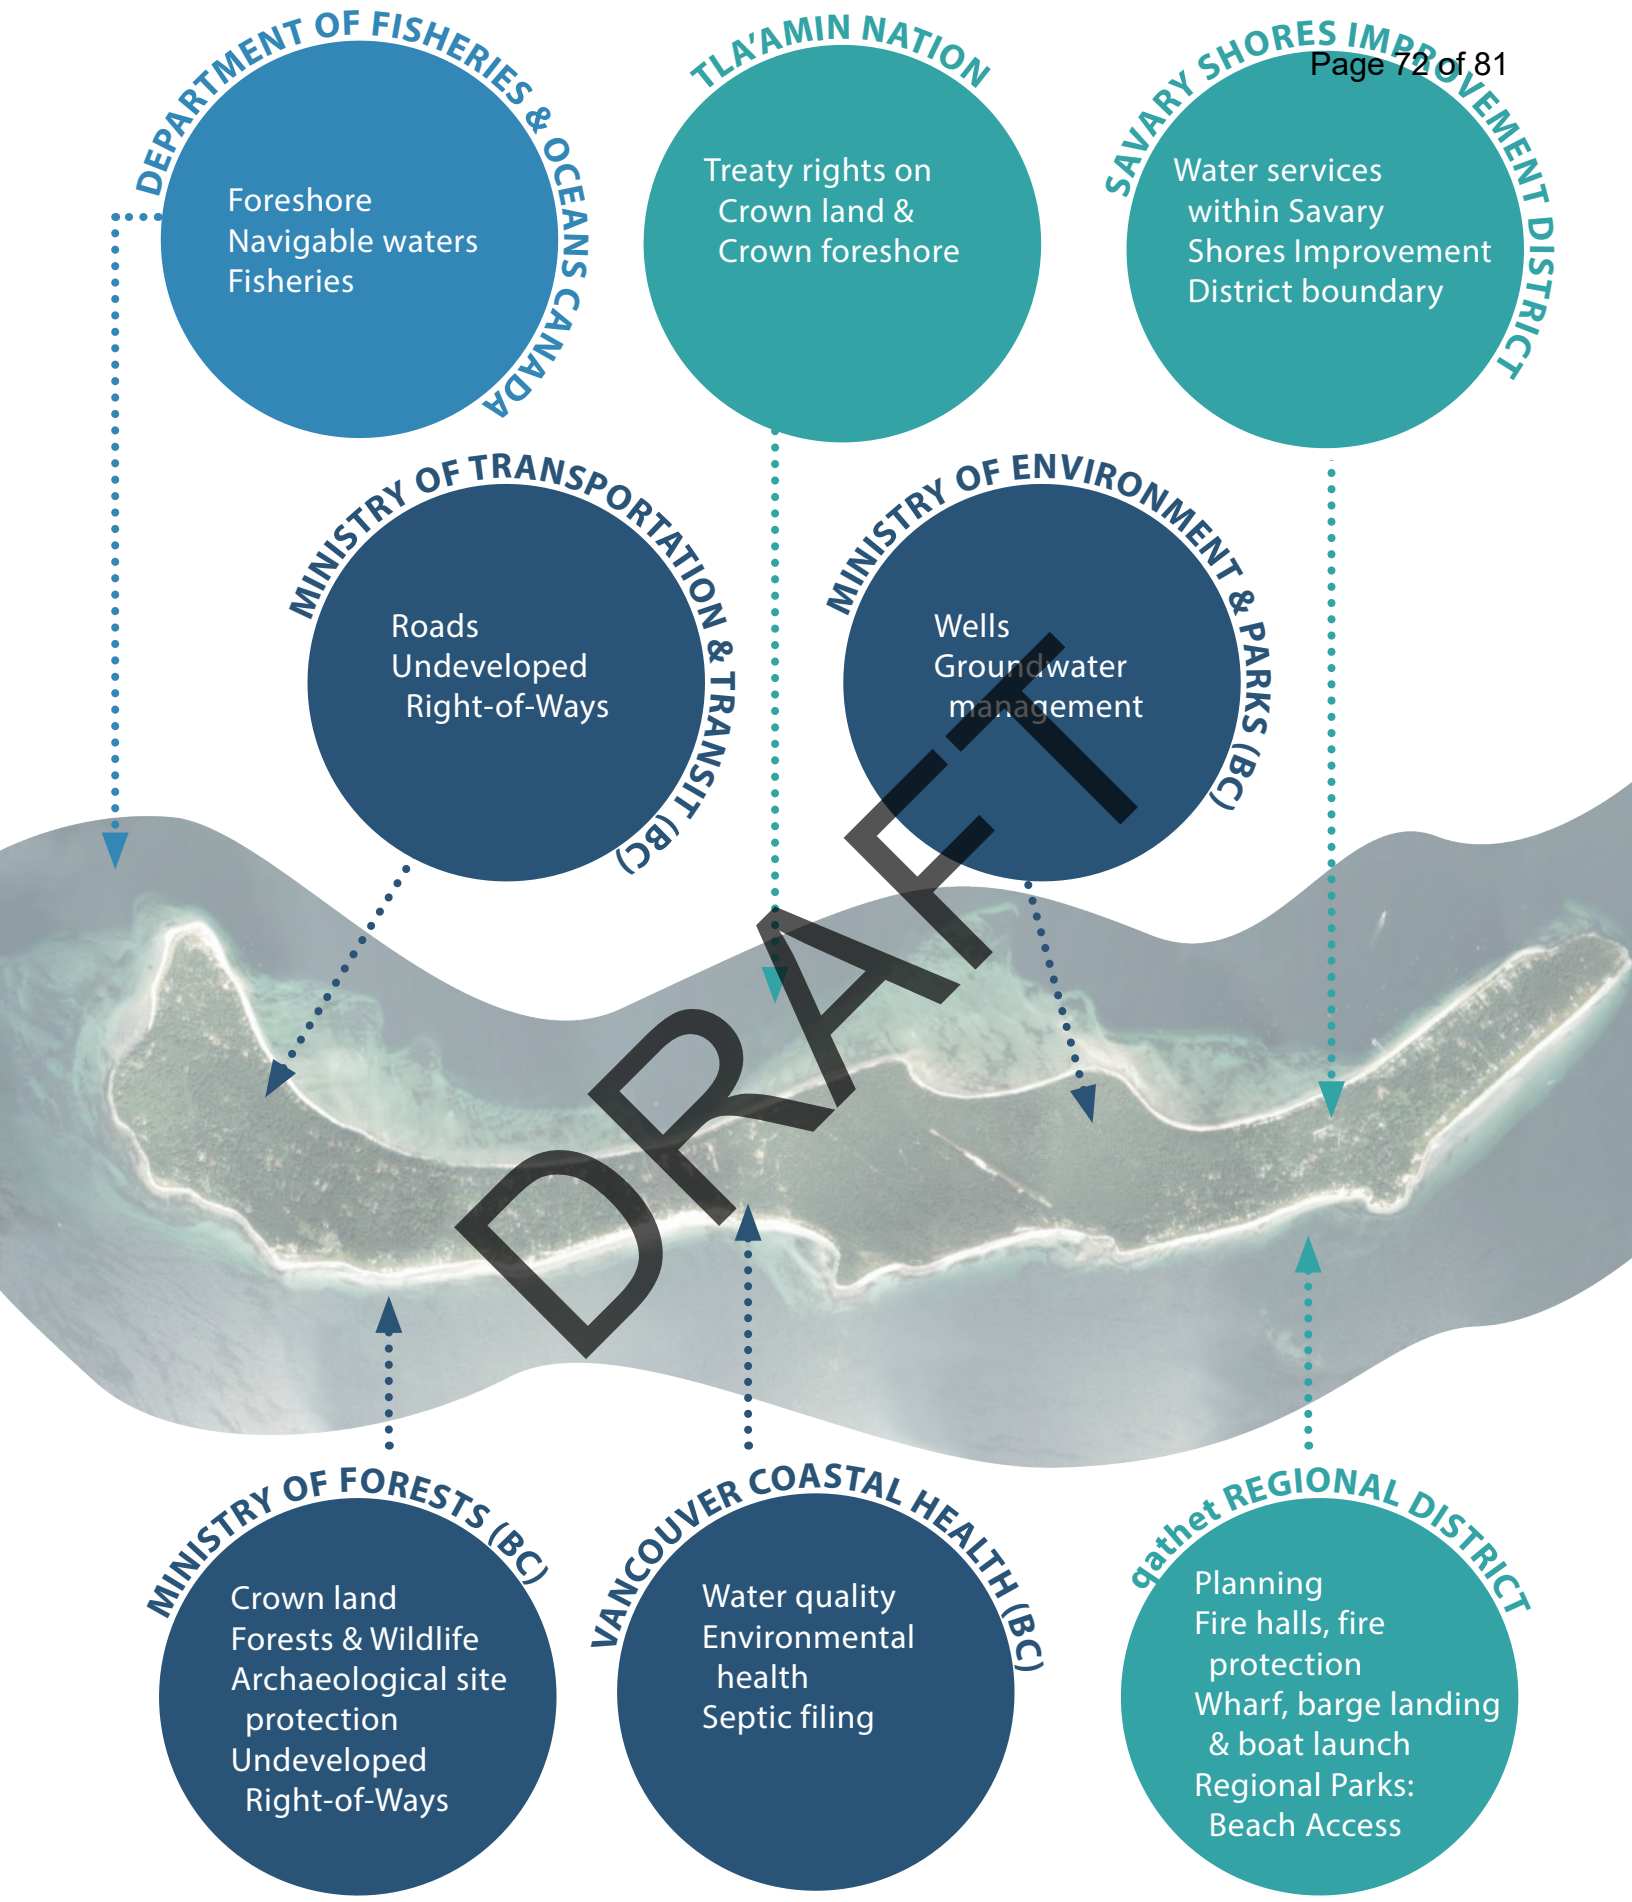 Page 72 of 81
DEPARTMENT OF FISHERIES & OCEANS CANADA
Foreshore
Navigable waters
Fisheries
TLA'AMIN NATION
Treaty rights on
Crown land &
Crown foreshore
SAVARY SHORES IMPROVEMENT DISTRICT
Water services
within Savary
Shores Improvement
District boundary
MINISTRY OF TRANSPORTATION & TRANSIT (BC)
Roads
Undeveloped
Right-of-Ways
MINISTRY OF ENVIRONMENT & PARKS (BC)
Wells
Groundwater
management
DRAFT
MINISTRY OF FORESTS (BC)
Crown land
Forests & Wildlife
Archaeological site
protection
Undeveloped
Right-of-Ways
VANCOUVER COASTAL HEALTH (BC)
Water quality
Environmental
health
Septic filing
qathet REGIONAL DISTRICT
Planning
Fire halls, fire
protection
Wharf, barge landing
& boat launch
Regional Parks:
Beach Access